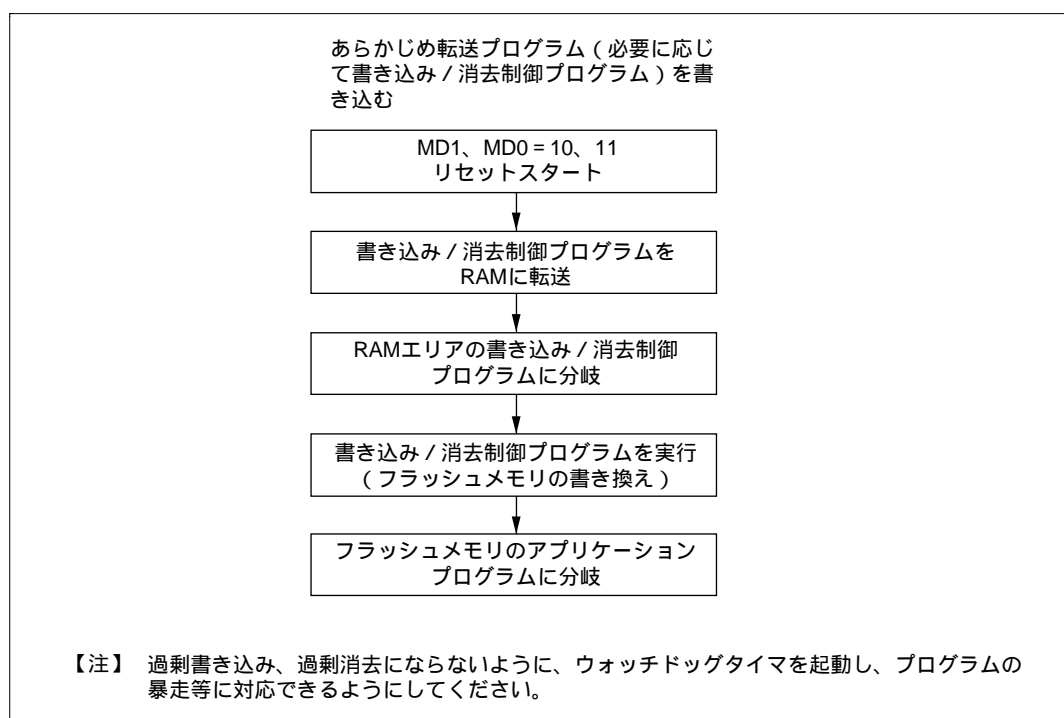 あらかじめ転送プログラム（必要に応じ
て書き込み / 消去制御プログラム）を書
き込む
MD1、MD0 = 10、11
リセットスタート
書き込み / 消去制御プログラムを
RAMに転送
RAMエリアの書き込み / 消去制御
プログラムに分岐
書き込み / 消去制御プログラムを実行
（フラッシュメモリの書き換え）
フラッシュメモリのアプリケーション
プログラムに分岐
【注】 過剰書き込み、過剰消去にならないように、ウォッチドッグタイマを起動し、プログラムの
暴走等に対応できるようにしてください。